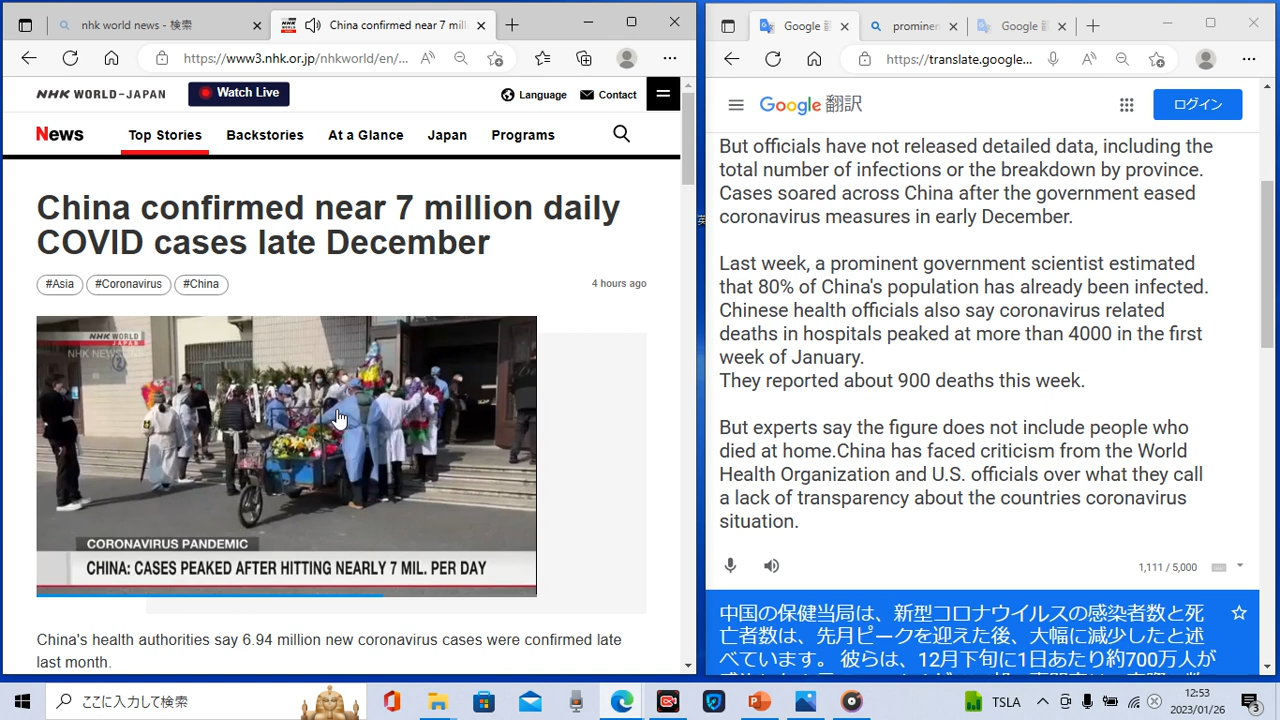 nhk world news - 検索
China confirmed near 7 mill
https://www3.nhk.or.jp/nhkworld/en/...
NHK WORLD-JAPAN
Watch Live
Language
Contact
News
Top Stories
Backstories
At a Glance
Japan
Programs
China confirmed near 7 million daily
COVID cases late December
#Asia
#Coronavirus
#China
4 hours ago
NHK WORLD
JAPAN
NHK NEWSLINE
CORONAVIRUS PANDEMIC
CHINA: CASES PEAKED AFTER HITTING NEARLY 7 MIL. PER DAY
China's health authorities say 6.94 million new coronavirus cases were confirmed late
last month.
Google 翻
prominen
Google 翻
https://translate.google...
Google 翻訳
ログイン
But officials have not released detailed data, including the
total number of infections or the breakdown by province.
Cases soared across China after the government eased
coronavirus measures in early December.
Last week, a prominent government scientist estimated
that 80% of China's population has already been infected.
Chinese health officials also say coronavirus related
deaths in hospitals peaked at more than 4000 in the first
week of January.
They reported about 900 deaths this week.
But experts say the figure does not include people who
died at home.China has faced criticism from the World
Health Organization and U.S. officials over what they call
a lack of transparency about the countries coronavirus
situation.
1,111 / 5,000
中国の保健当局は、新型コロナウイルスの感染者数と死
亡者数は、先月ピークを迎えた後、大幅に減少したと述
べています。 彼らは、12月下旬に1日あたり約700万人が
ここに入力して検索
TSLA
12:53
2023/01/26
3